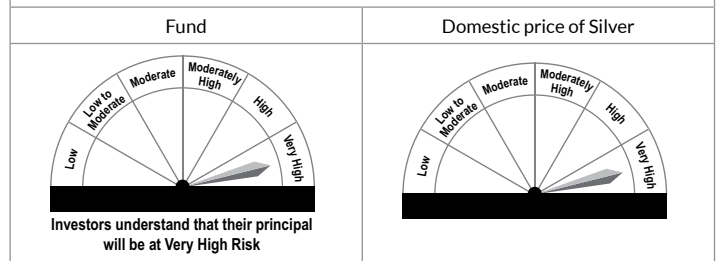 Fund
Domestic price of Silver
Low
Low to
Moderate
Moderate
Moderately
High
High
Very High
Investors understand that their principal
will be at Very High Risk
Low
Low to
Moderate
Moderate
Moderately
High
High
Very High